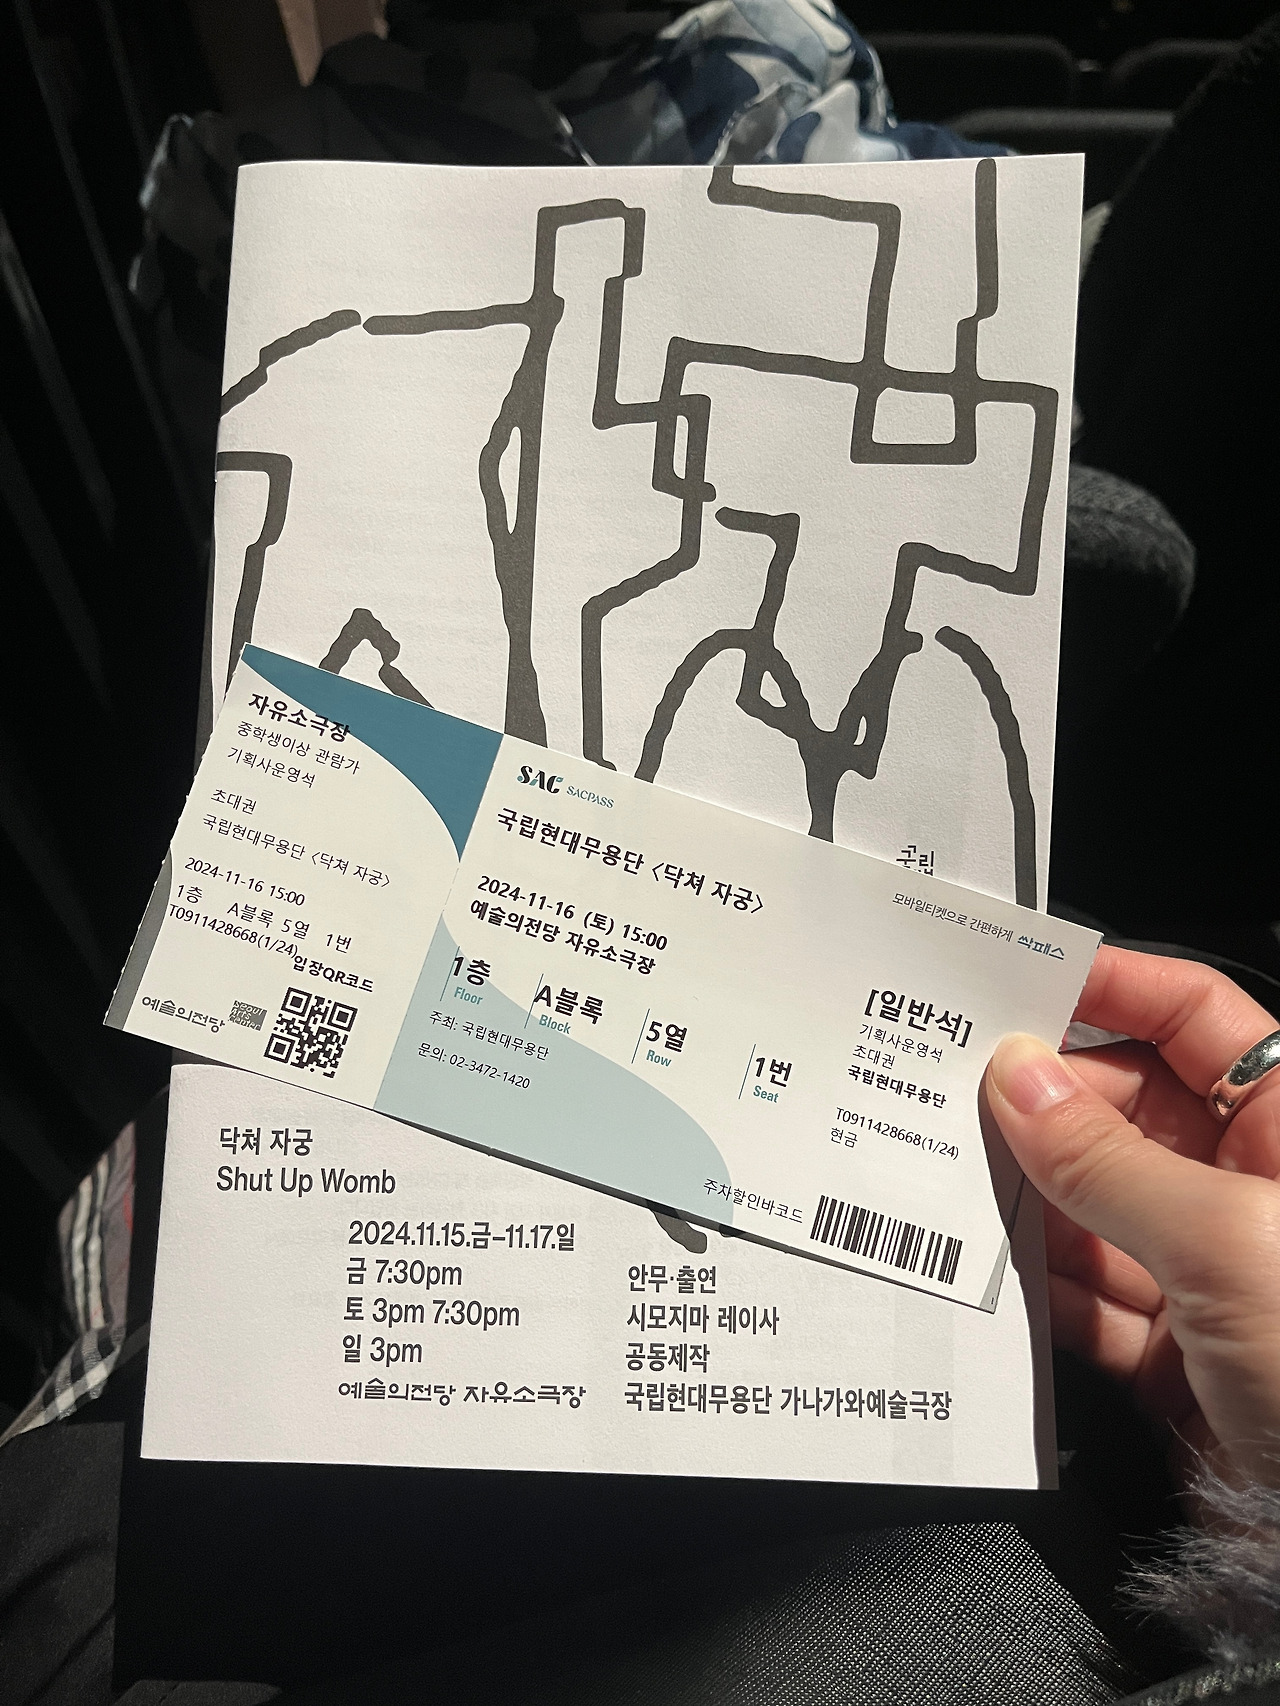 국립
자유소극장
중학생이상 관람가
기획사운영석
초대권
국립현대무용단 〈닥쳐 자궁〉
2024-11-16 15:00
1층 A블록 5열 1번
T0911428668(1/24)
입장QR코드
예술의전당
SAC SACPASS
국립현대무용단 〈닥쳐 자궁〉
2024-11-16 (토) 15:00
예술의전당 자유소극장
1층 A블록 5열 1번
Floor Block Row Seat
주최: 국립현대무용단
문의: 02-3472-1420
모바일티켓으로 간편하게 싹패스
[일반석]
기획사운영석
초대권
국립현대무용단
T0911428668(1/24)
현금
주차할인바코드
닥쳐 자궁
Shut Up Womb
2024.11.15.금–11.17.일
금 7:30pm
토 3pm 7:30pm
일 3pm
예술의전당 자유소극장
안무·출연
시모지마 레이사
공동제작
국립현대무용단 가나가와예술극장